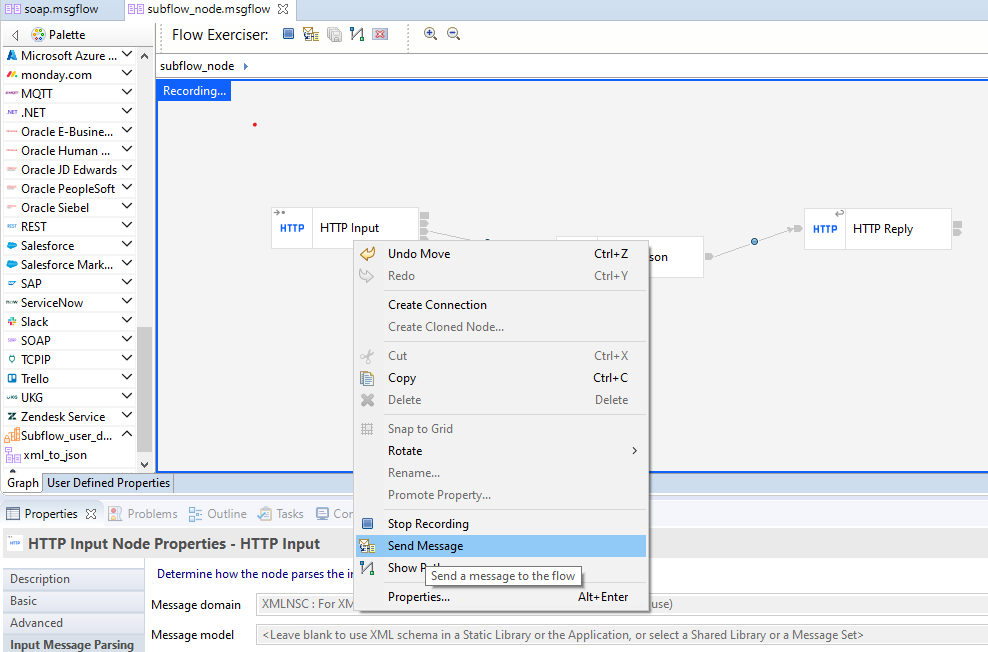 soap.msgflow
subflow_node.msgflow
Palette
Flow Exerciser:
Microsoft Azure ...
monday.com
MQTT
.NET
Oracle E-Busine...
Oracle Human ...
Oracle JD Edwards
Oracle PeopleSoft
Oracle Siebel
REST
Salesforce
Salesforce Mark...
SAP
ServiceNow
Slack
SOAP
TCPIP
Trello
UKG
Zendesk Service
Subflow_user_d...
xml_to_json
subflow_node
Recording...
HTTP HTTP Input
son
HTTP HTTP Reply
Undo Move Ctrl+Z
Redo Ctrl+Y
Create Connection
Create Cloned Node...
Cut Ctrl+X
Copy Ctrl+C
Delete Delete
Snap to Grid
Rotate
Rename...
Promote Property...
Stop Recording
Send Message
Show P
Send a message to the flow
Properties... Alt+Enter
Graph User Defined Properties
Properties Problems Outline Tasks Con
HTTP Input Node Properties - HTTP Input
Description
Basic
Advanced
Input Message Parsing
Determine how the node parses the i
Message domain XMLNSC : For XM use)
Message model <Leave blank to use XML schema in a Static Library or the Application, or select a Shared Library or a Message Set>